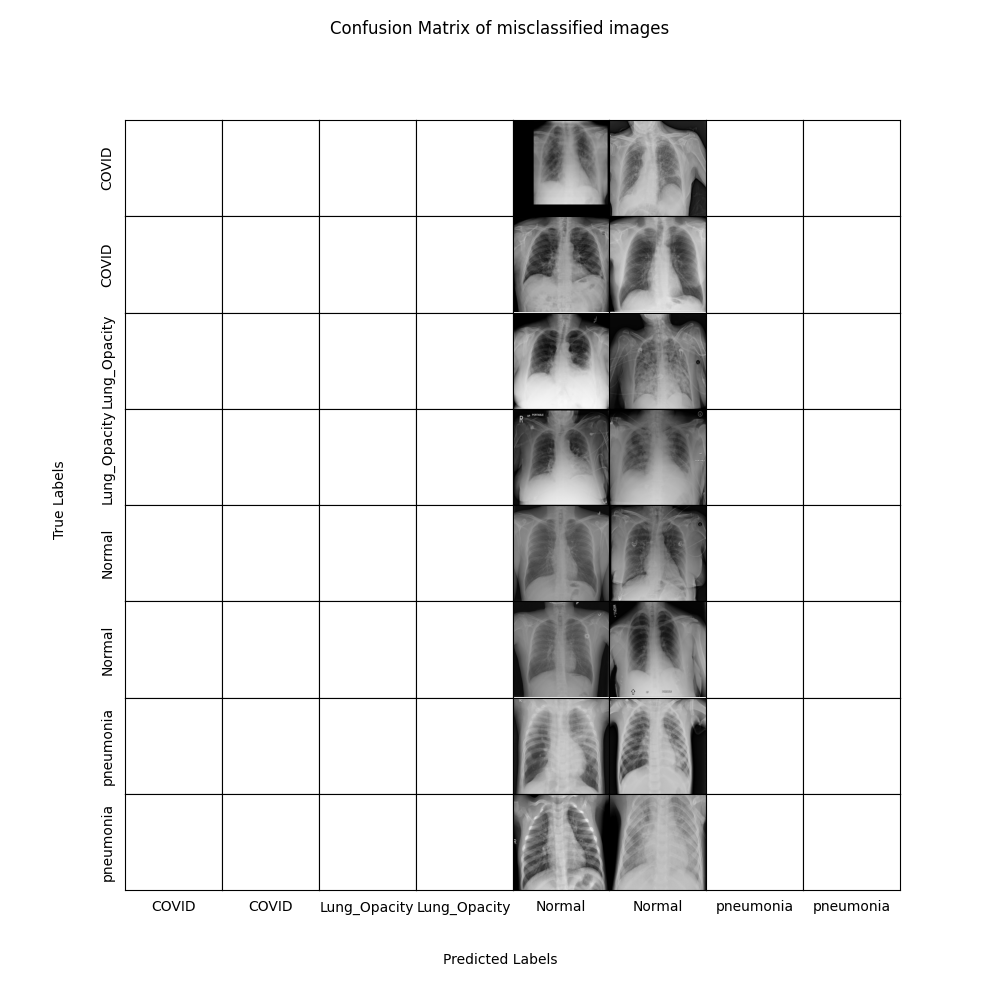 Confusion Matrix of misclassified images
COVID
COVID
Lung_Opacity
Lung_Opacity
Normal
Normal
pneumonia
pneumonia
True Labels
COVID COVID Lung_Opacity Lung_Opacity Normal Normal pneumonia pneumonia
Predicted Labels